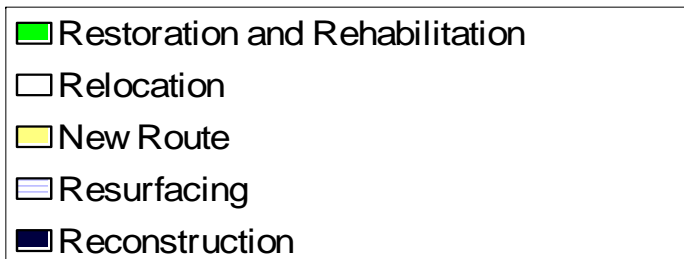 Restoration and Rehabilitation
Relocation
New Route
Resurfacing
Reconstruction